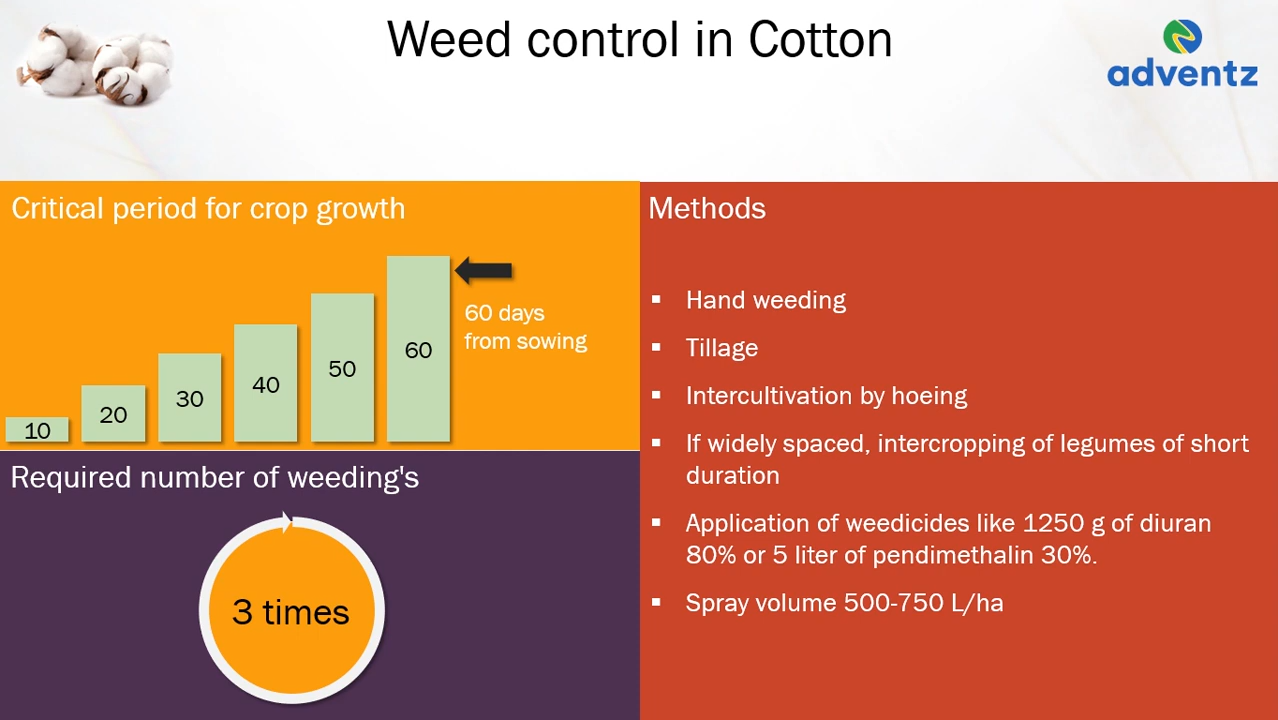 Weed control in Cotton
adventz
Critical period for crop growth
10
20
30
40
50
60
60 days
from sowing
Required number of weeding's
3 times
Methods
▪ Hand weeding
▪ Tillage
▪ Intercultivation by hoeing
▪ If widely spaced, intercropping of legumes of short
duration
▪ Application of weedicides like 1250 g of diuran
80% or 5 liter of pendimethalin 30%.
▪ Spray volume 500-750 L/ha